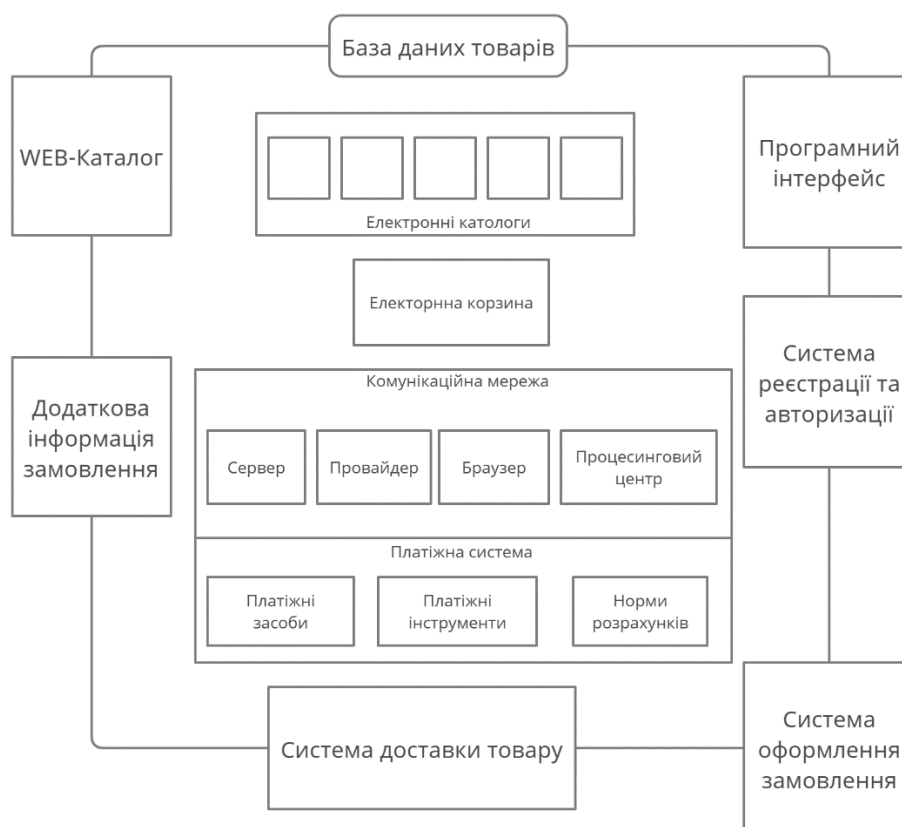 База даних товарів
WEB-Каталог
Програмний
інтерфейс
Електронні катологи
Електорнна корзина
Система
реєстрації та
авторизації
Додаткова
інформація
замовлення
Комунікаційна мережа
Сервер
Провайдер
Браузер
Процесинговий
центр
Платіжна система
Платіжні
засоби
Платіжні
інструменти
Норми
розрахунків
Система доставки товару
Система
оформлення
замовлення